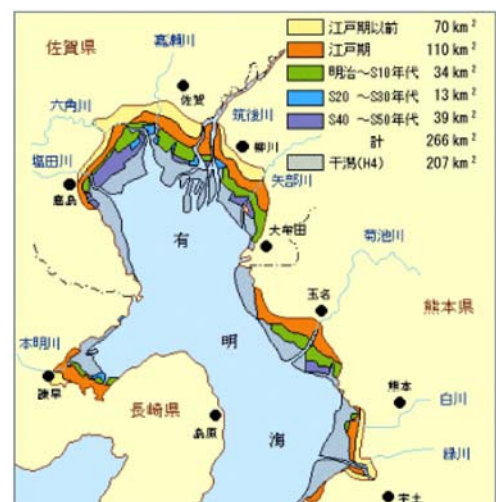 佐賀県
嘉瀬川
江戸期以前 70 km²
江戸期 110 km²
明治～S10年代 34 km²
S20 ～S30年代 13 km²
S40 ～S50年代 39 km²
計 266 km²
干潟(H4) 207 km²
六角川
佐賀
筑後川
柳川
塩田川
鹿島
矢部川
有
大牟田
菊池川
玉名
熊本県
本明川
明
諫早
長崎県
島原
熊本
白川
海
緑川
宇土